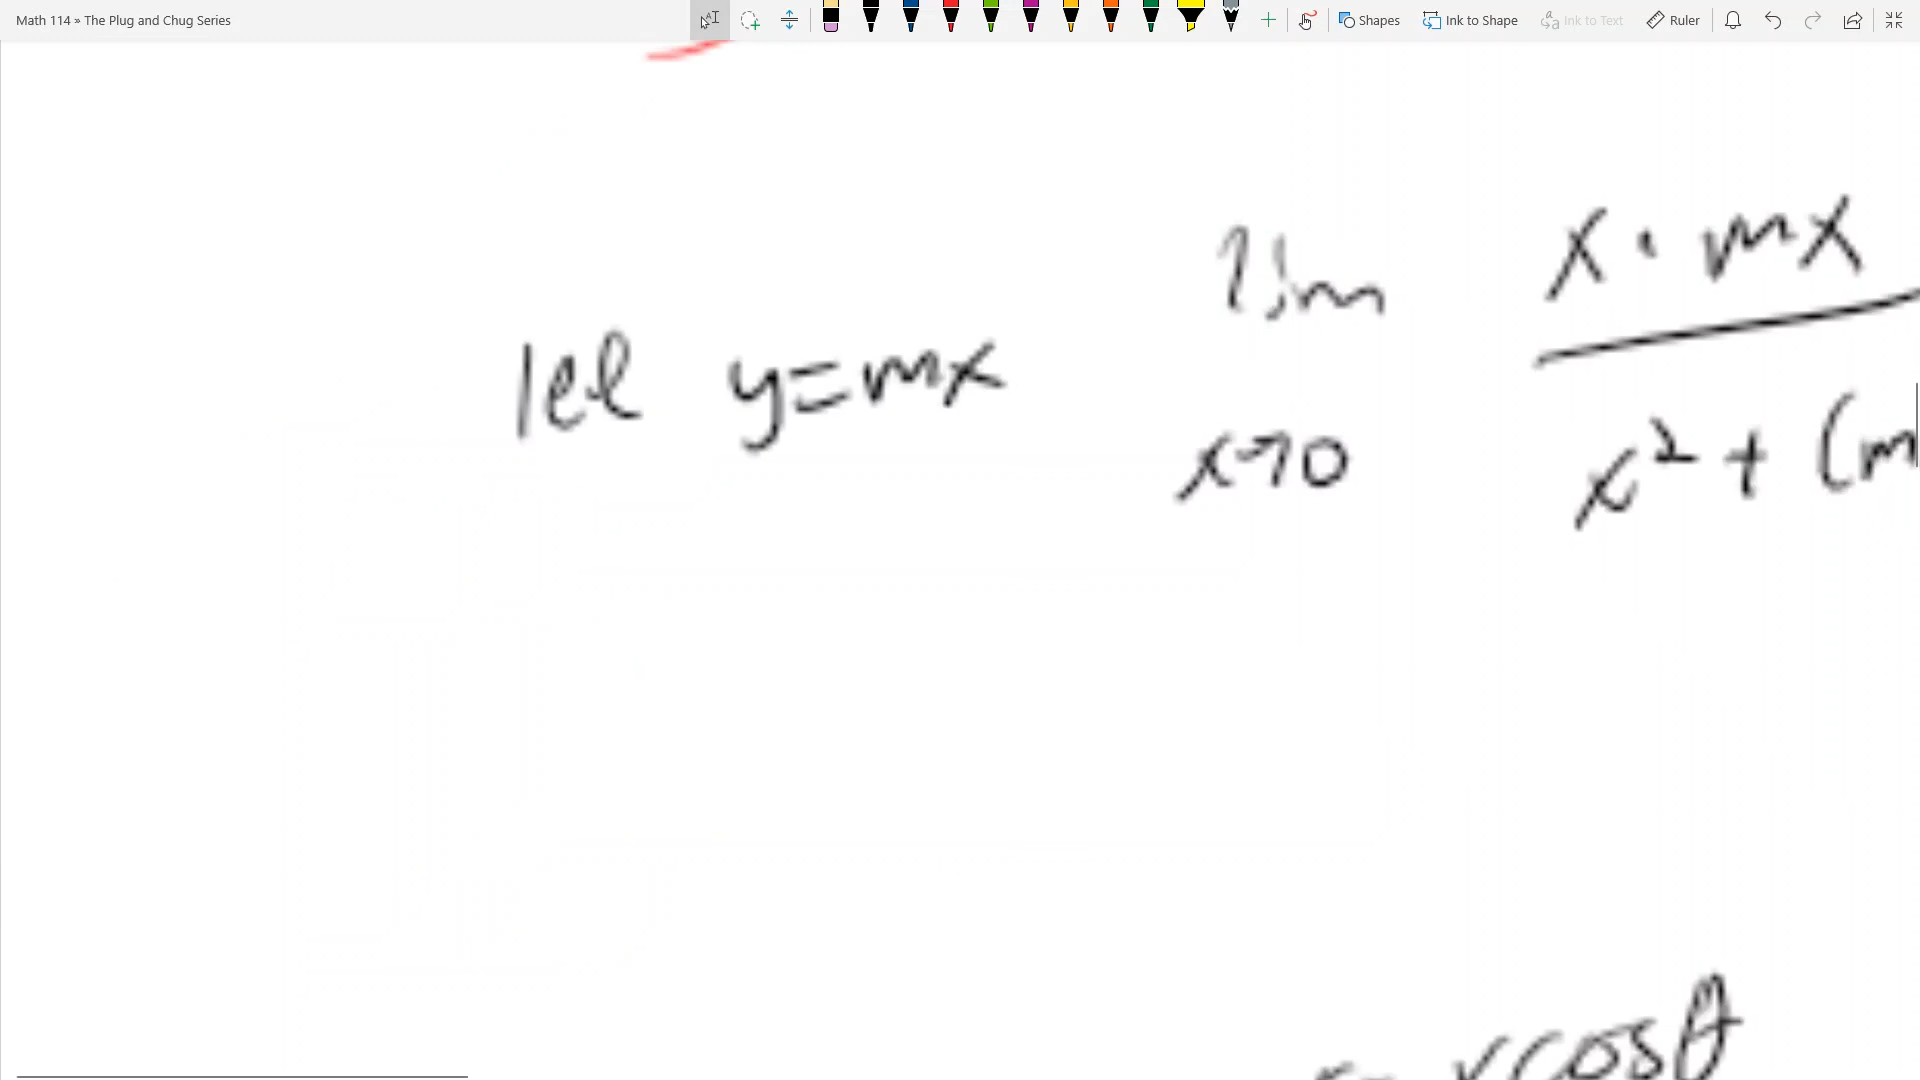 Math 114 » The Plug and Chug Series
Shapes
Ink to Shape
Ink to Text
Ruler
let y=mx
lim x→0
x · mx
x² + (m
r cosθ